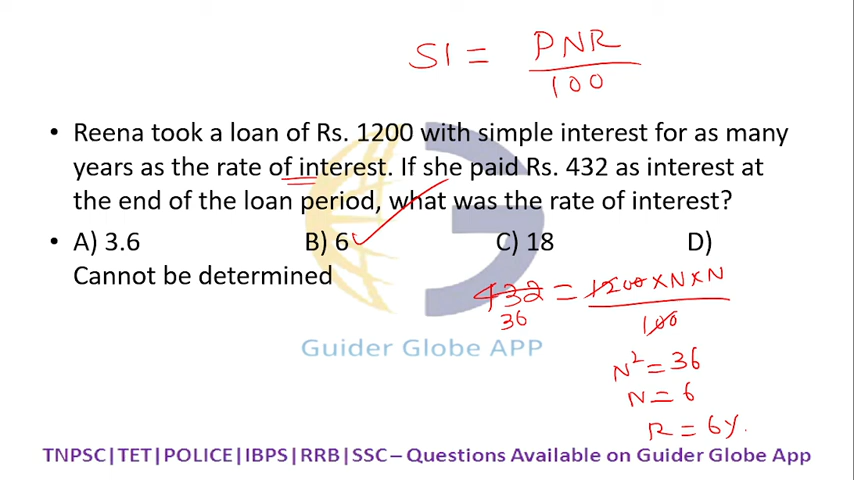 SI = PNR
100
• Reena took a loan of Rs. 1200 with simple interest for as many
years as the rate of interest. If she paid Rs. 432 as interest at
the end of the loan period, what was the rate of interest?
• A) 3.6 B) 6 C) 18 D)
Cannot be determined
432 = 1200 × N × N
36 100
Guider Globe APP
N² = 36
N = 6
R = 6%
TNPSC|TET|POLICE|IBPS|RRB|SSC – Questions Available on Guider Globe App